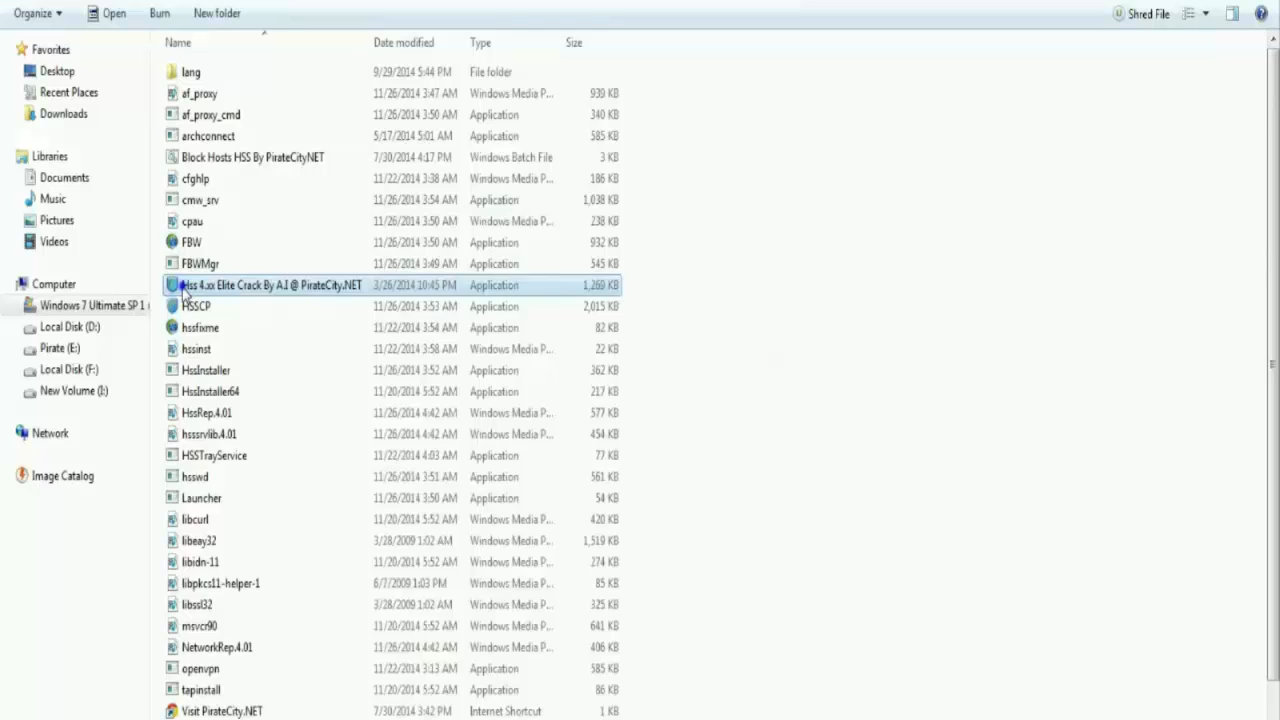 Organize Open Burn New folder Shred File
Name Date modified Type Size
Favorites
Desktop
Recent Places
Downloads
Libraries
Documents
Music
Pictures
Videos
Computer
Windows 7 Ultimate SP 1
Local Disk (D:)
Pirate (E:)
Local Disk (F:)
New Volume (I:)
Network
Image Catalog
lang 9/29/2014 5:44 PM File folder
af_proxy 11/26/2014 3:47 AM Windows Media P... 939 KB
af_proxy_cmd 11/26/2014 3:50 AM Application 340 KB
archconnect 5/17/2014 5:01 AM Application 585 KB
Block Hosts HSS By PirateCityNET 7/30/2014 4:17 PM Windows Batch File 3 KB
cfghlp 11/22/2014 3:38 AM Windows Media P... 186 KB
cmw_srv 11/26/2014 3:54 AM Application 1,038 KB
cpau 11/26/2014 3:50 AM Windows Media P... 238 KB
FBW 11/26/2014 3:50 AM Application 932 KB
FBWMgr 11/26/2014 3:49 AM Application 545 KB
Hss 4.xx Elite Crack By A.I @ PirateCity.NET 3/26/2014 10:45 PM Application 1,269 KB
HSSCP 11/26/2014 3:53 AM Application 2,015 KB
hssfixme 11/22/2014 3:54 AM Application 82 KB
hssinst 11/22/2014 3:58 AM Windows Media P... 22 KB
HssInstaller 11/26/2014 3:52 AM Application 362 KB
HssInstaller64 11/20/2014 5:52 AM Application 217 KB
HssRep.4.01 11/26/2014 4:42 AM Windows Media P... 577 KB
hsssrvlib.4.01 11/26/2014 4:42 AM Windows Media P... 454 KB
HSSTrayService 11/22/2014 4:03 AM Application 77 KB
hsswd 11/26/2014 3:51 AM Application 561 KB
Launcher 11/26/2014 3:50 AM Application 54 KB
libcurl 11/20/2014 5:52 AM Windows Media P... 420 KB
libeay32 3/28/2009 1:02 AM Windows Media P... 1,519 KB
libidn-11 11/20/2014 5:52 AM Windows Media P... 274 KB
libpkcs11-helper-1 6/7/2009 1:03 PM Windows Media P... 85 KB
libssl32 3/28/2009 1:02 AM Windows Media P... 325 KB
msvcr90 11/20/2014 5:52 AM Windows Media P... 641 KB
NetworkRep.4.01 11/26/2014 4:42 AM Windows Media P... 406 KB
openvpn 11/22/2014 3:13 AM Application 585 KB
tapinstall 11/20/2014 5:52 AM Application 86 KB
Visit PirateCity.NET 7/30/2014 3:42 PM Internet Shortcut 1 KB